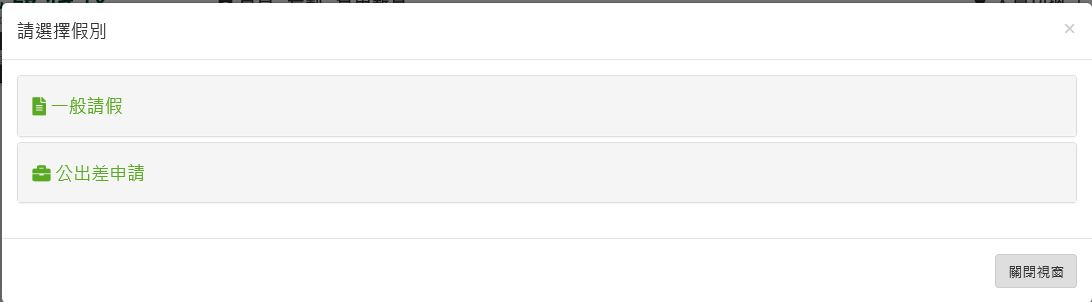 請選擇假別
×
一般請假
公出差申請
關閉視窗